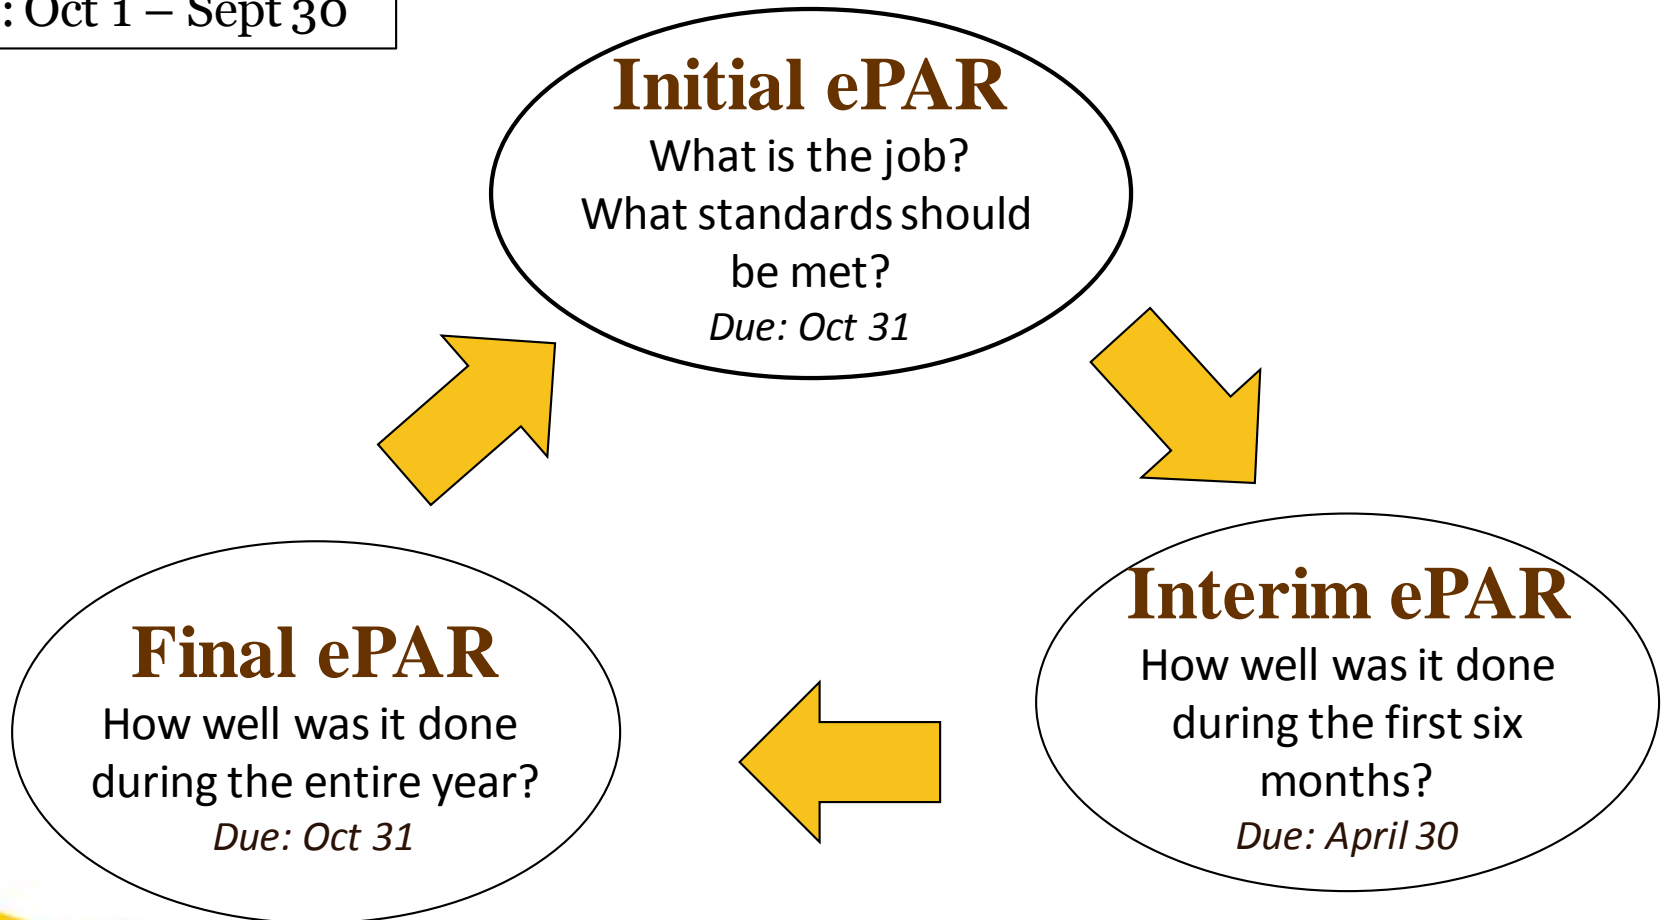 : Oct 1 – Sept 30
Initial ePAR
What is the job?
What standards should
be met?
Due: Oct 31
Interim ePAR
How well was it done
during the first six
months?
Due: April 30
Final ePAR
How well was it done
during the entire year?
Due: Oct 31